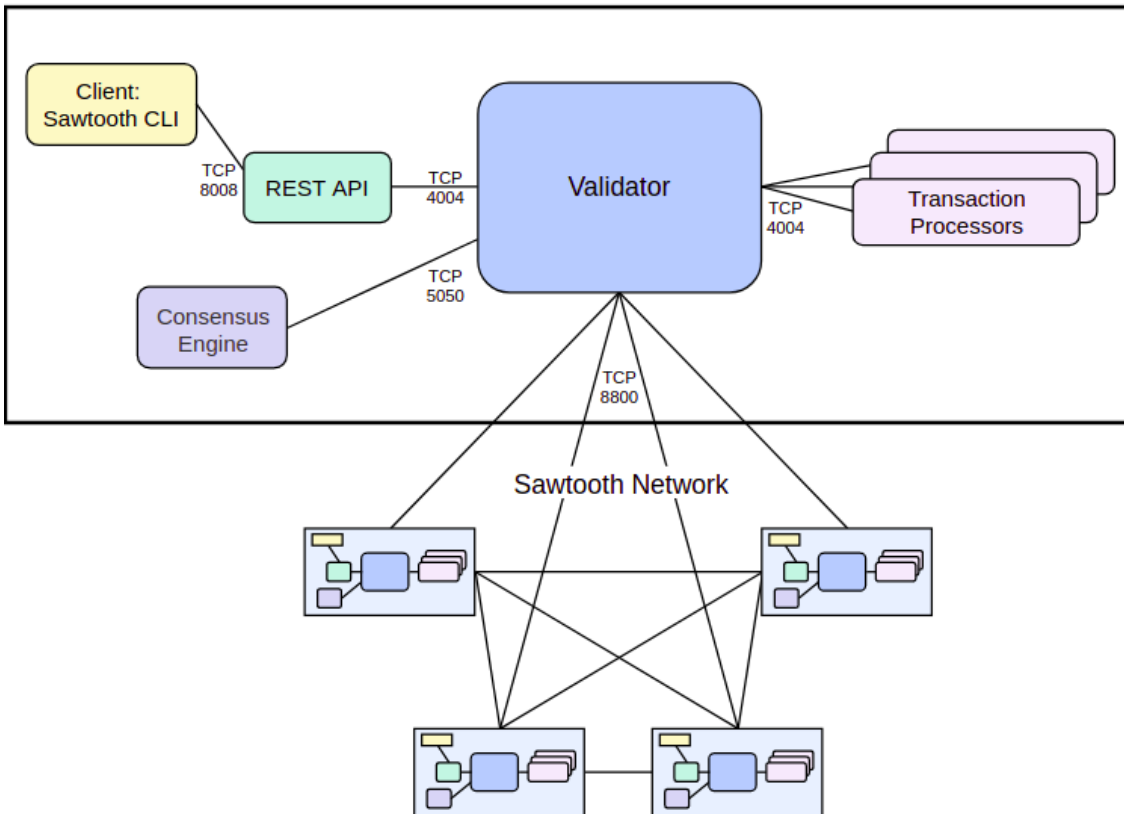 Client:
Sawtooth CLI
TCP
8008
REST API
TCP
4004
Validator
TCP
4004
Transaction
Processors
TCP
5050
Consensus
Engine
TCP
8800
Sawtooth Network